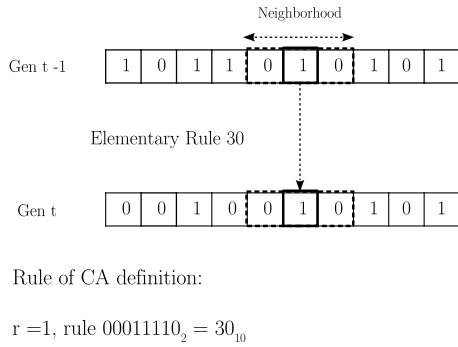 Neighborhood
Gen t -1 1 0 1 1 0 1 0 1 0 1
Elementary Rule 30
Gen t 0 0 1 0 0 1 0 1 0 1
Rule of CA definition:
r =1, rule 00011110₂ = 30₁₀